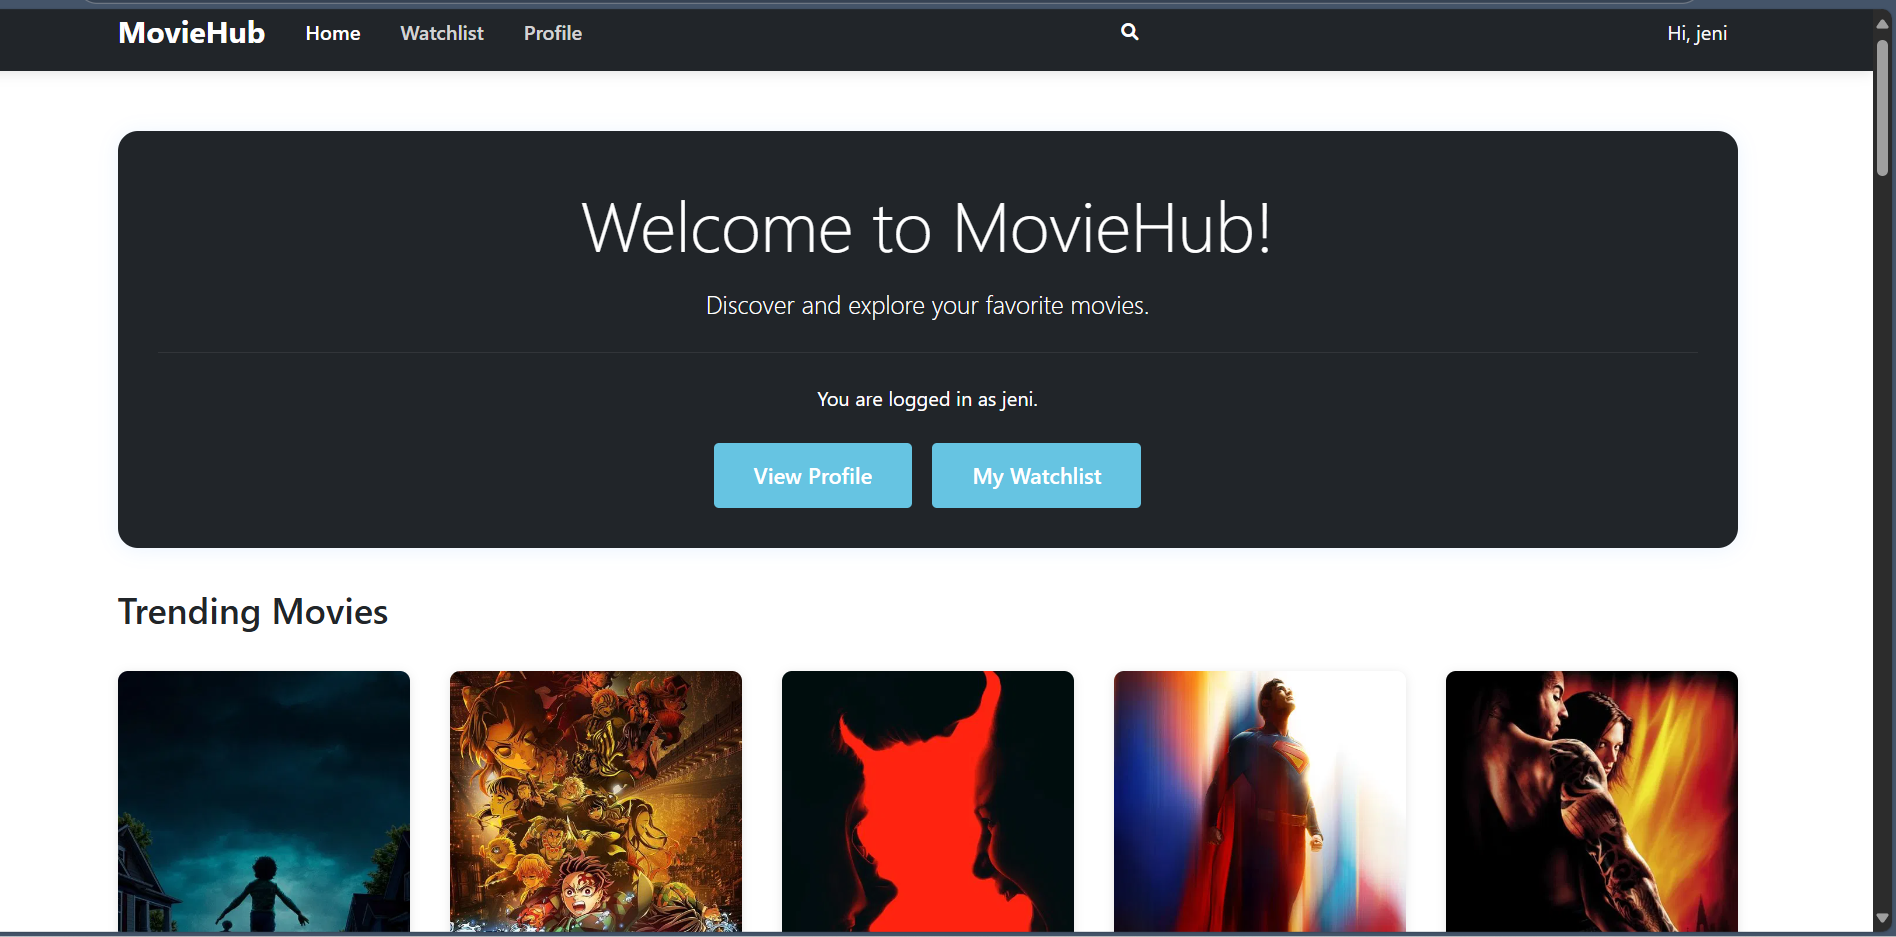 MovieHub Home Watchlist Profile Hi, jeni
Welcome to MovieHub!
Discover and explore your favorite movies.
You are logged in as jeni.
View Profile My Watchlist
Trending Movies